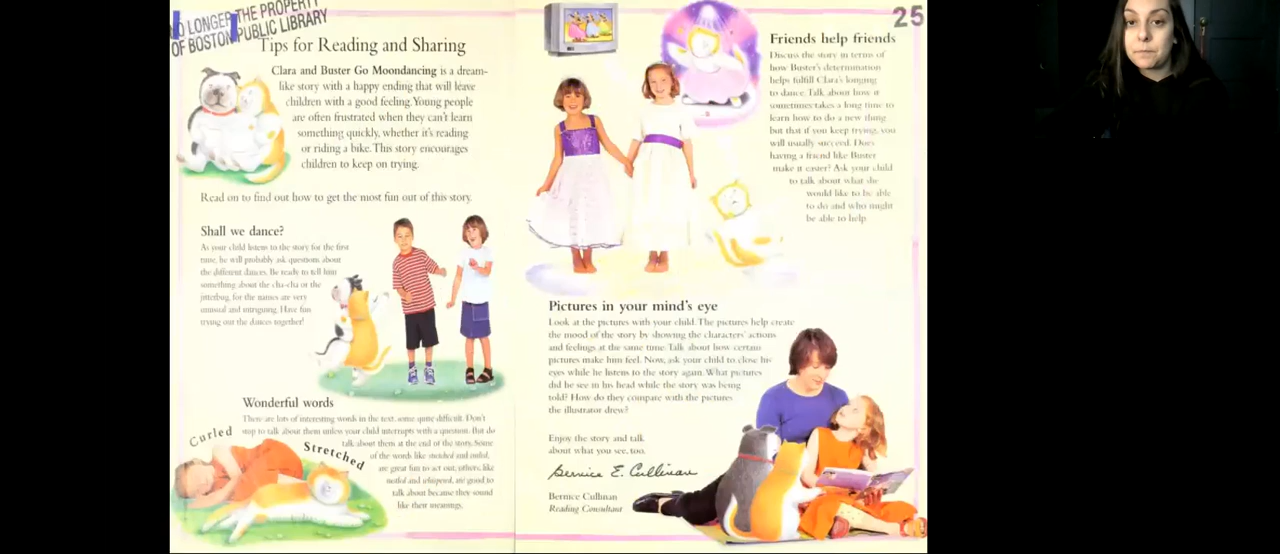 NO LONGER THE PROPERTY
OF BOSTON PUBLIC LIBRARY
Tips for Reading and Sharing
Clara and Buster Go Moondancing is a dream-
like story with a happy ending that will leave
children with a good feeling. Young people
are often frustrated when they can't learn
something quickly, whether it's reading
or riding a bike. This story encourages
children to keep on trying.
Read on to find out how to get the most fun out of this story.
Shall we dance?
As your child listens to the story for the first
time, he will probably ask questions about
the different dances. Be ready to tell him
something about the cha-cha or the
jitterbug, for the names are very
unusual and intriguing. Have fun
trying out the dances together!
Wonderful words
There are lots of interesting words in the text, some quite difficult. Don't
stop to talk about them unless your child interrupts with a question. But do
talk about them at the end of the story. Some
of the words like stretched and curled,
are great fun to act out; others, like
and whispered, are good to
talk about because they sound
like their meanings.
Curled
Stretched
25
Friends help friends
Discuss the story in terms of
how Buster's determination
helps fulfill Clara's longing
to dance. Talk about how it
sometimes takes a long time to
learn how to do a new thing
but that if you keep trying, you
will usually succeed. Does
having a friend like Buster
make it easier? Ask your child
to talk about what she
would like to be able
to do and who might
be able to help.
Pictures in your mind's eye
Look at the pictures with your child. The pictures help create
the mood of the story by showing the characters' actions
and feelings at the same time. Talk about how certain
pictures make him feel. Now, ask your child to close his
eyes while he listens to the story again. What pictures
did he see in his head while the story was being
told? How do they compare with the pictures
the illustrator drew?
Enjoy the story and talk
about what you see, too.
Bernice E. Cullinan
Bernice Cullinan
Reading Consultant